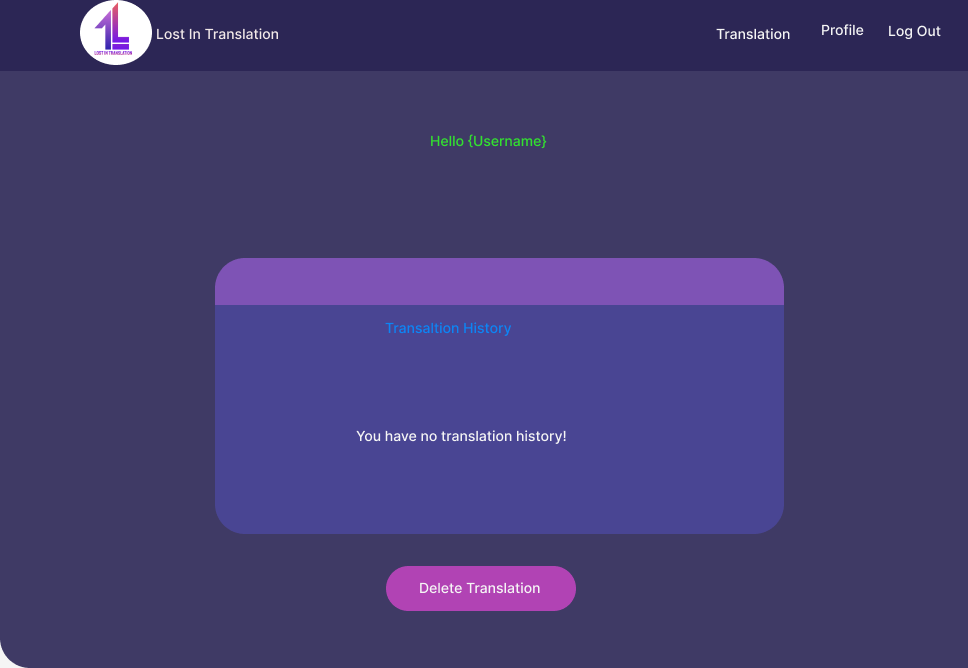 LOST IN TRANSLATION
Lost In Translation
Translation
Profile
Log Out
Hello {Username}
Transaltion History
You have no translation history!
Delete Translation